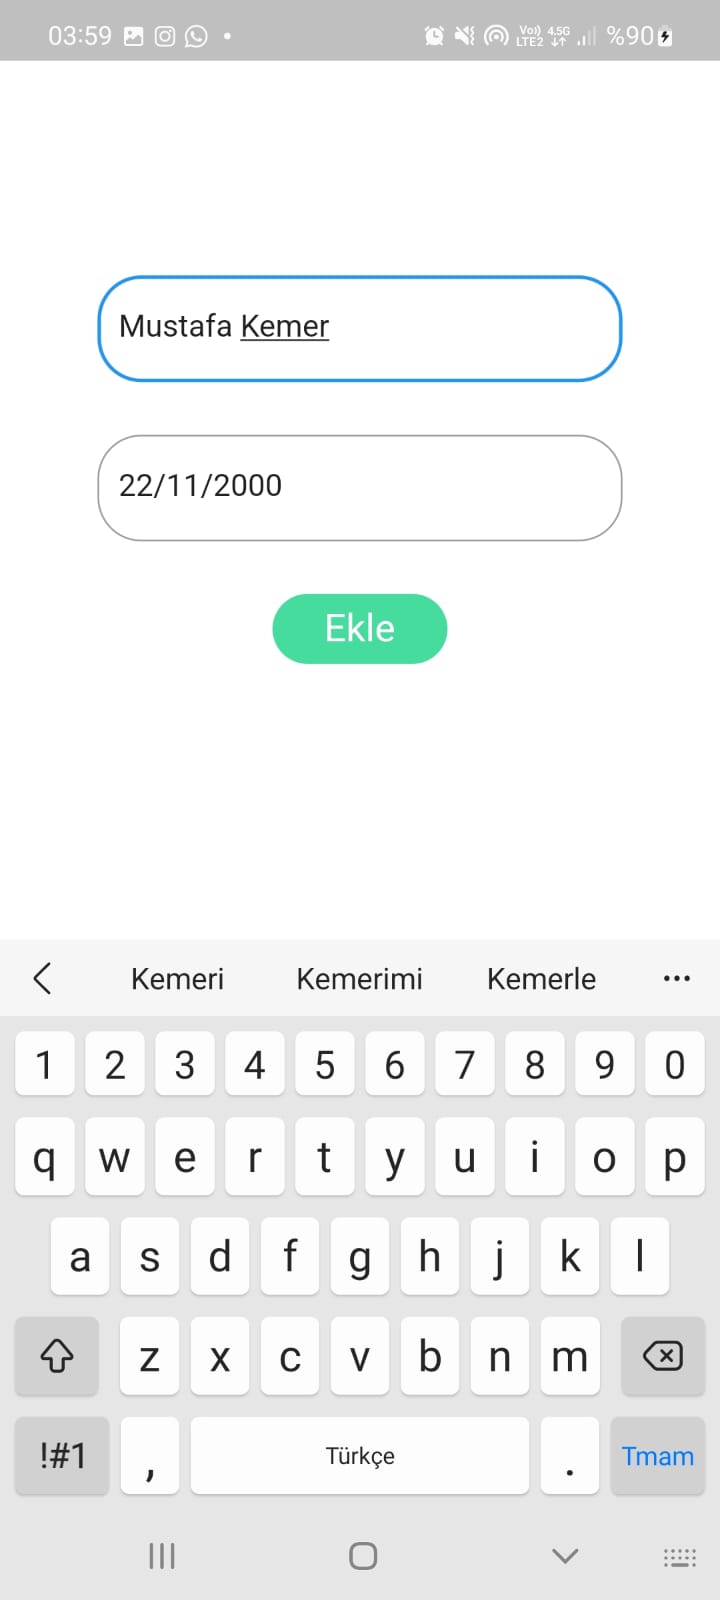 03:59 Vo) LTE2 4.5G %90
Mustafa Kemer
22/11/2000
Ekle
Kemeri Kemerimi Kemerle ...
1 2 3 4 5 6 7 8 9 0
q w e r t y u i o p
a s d f g h j k l
z x c v b n m
!#1 , Türkçe . Tmam